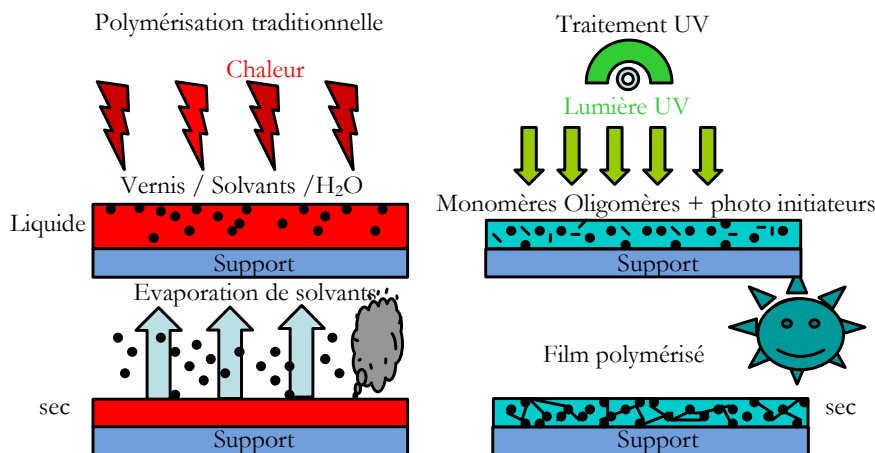 Polymérisation traditionnelle
Chaleur
Vernis / Solvants /H₂O
Liquide
Support
Evaporation de solvants
sec
Support
Traitement UV
Lumière UV
Monomères Oligomères + photo initiateurs
Support
Film polymérisé
sec
Support